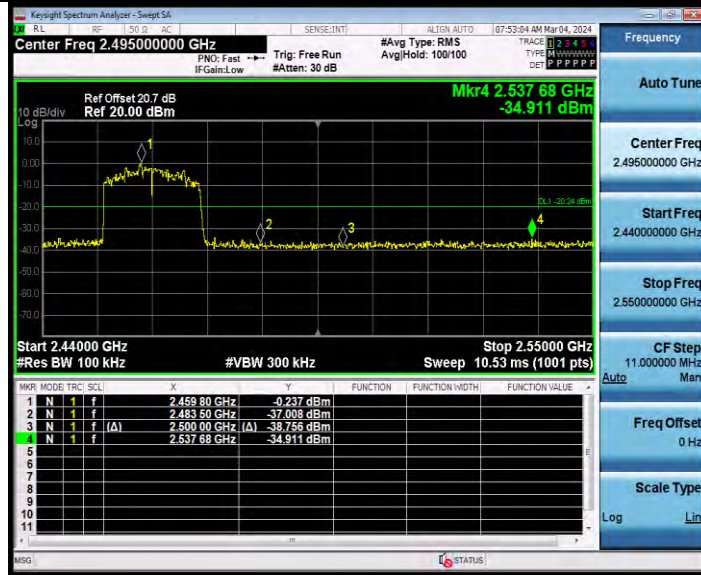 Keysight Spectrum Analyzer - Swept SA
RL RF 50 Ω AC SENSE:INT ALIGN AUTO 07:53:04 AM Mar 04, 2024
Center Freq 2.495000000 GHz
PNO: Fast
IFGain:Low
Trig: Free Run
#Atten: 30 dB
#Avg Type: RMS
Avg|Hold: 100/100
TRACE 1 2 3 4 5 6
TYPE M WWWWW
DET P P P P P P
Ref Offset 20.7 dB
Ref 20.00 dBm
10 dB/div
Log
Mkr4 2.537 68 GHz
-34.911 dBm
10.0
0.00
-10.0
-20.0
-30.0
-40.0
-50.0
-60.0
-70.0
1
2
3
4
DL1 -20.24 dBm
Start 2.44000 GHz
Stop 2.55000 GHz
#Res BW 100 kHz
#VBW 300 kHz
Sweep 10.53 ms (1001 pts)
MKR MODE TRC SCL X Y FUNCTION FUNCTION WIDTH FUNCTION VALUE
1 N 1 f 2.459 80 GHz -0.237 dBm
2 N 1 f 2.483 50 GHz -37.008 dBm
3 N 1 f (Δ) 2.500 00 GHz (Δ) -38.756 dBm
4 N 1 f 2.537 68 GHz -34.911 dBm
5
6
7
8
9
10
11
MSG
STATUS
Frequency
Auto Tune
Center Freq
2.495000000 GHz
Start Freq
2.440000000 GHz
Stop Freq
2.550000000 GHz
CF Step
11.000000 MHz
Auto Man
Freq Offset
0 Hz
Scale Type
Log Lin